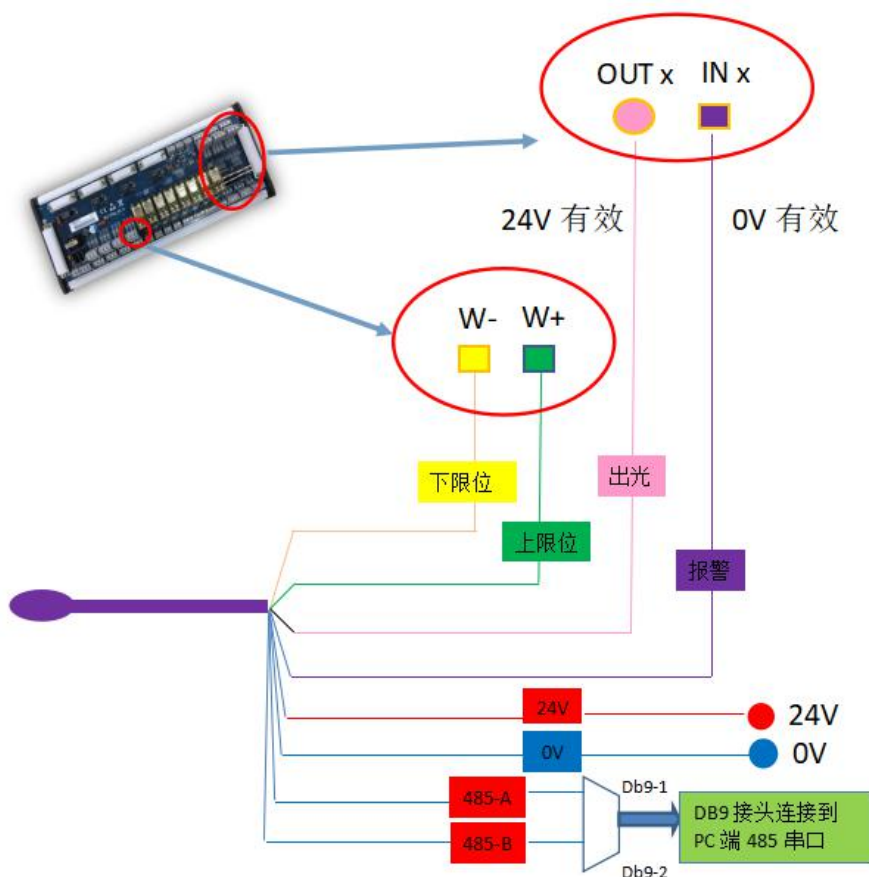 OUT x IN x
24V 有效 0V 有效
W- W+
下限位
出光
上限位
报警
24V
24V
0V
0V
485-A
Db9-1
485-B
Db9-2
DB9 接头连接到
PC 端 485 串口